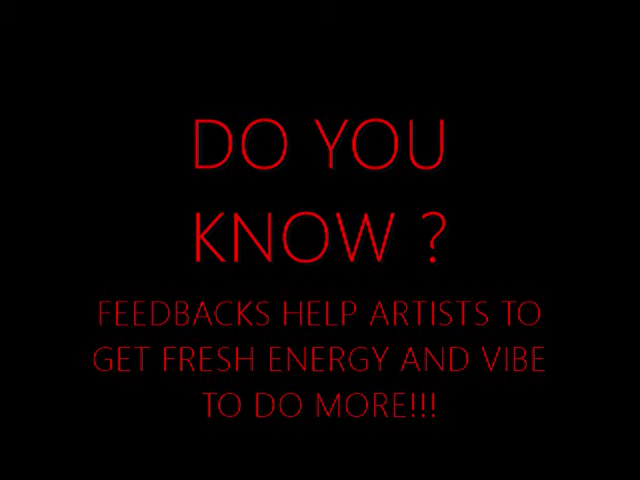 DO YOU
KNOW ?
FEEDBACKS HELP ARTISTS TO
GET FRESH ENERGY AND VIBE
TO DO MORE!!!